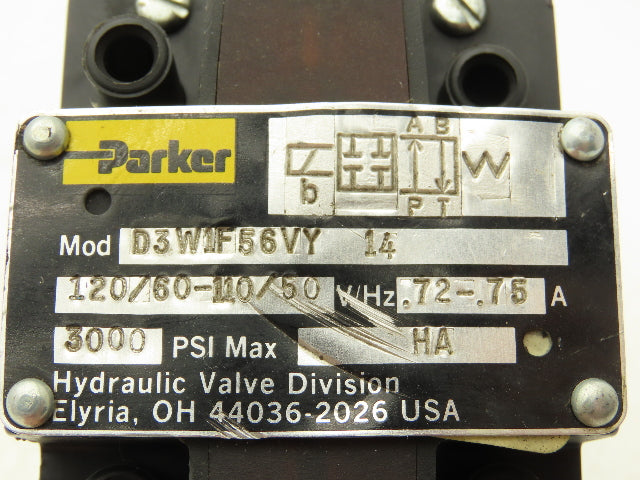 Parker
A B
b
P T
Mod D3W1F56VY 14
120/60-110/50 V/Hz .72-.75 A
3000 PSI Max HA
Hydraulic Valve Division
Elyria, OH 44036-2026 USA